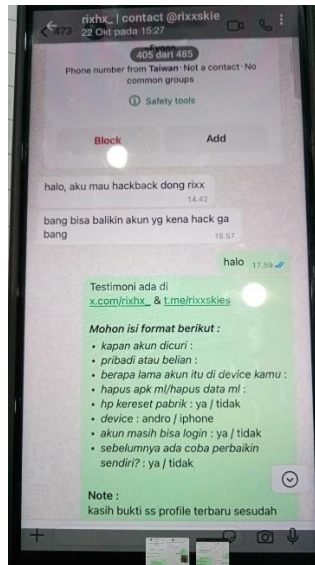 rixhx_ | contact @rixxskie
473
22 Okt pada 15:27
405 dari 485
Phone number from Taiwan · Not a contact · No
common groups
Safety tools
Block
Add
halo, aku mau hackback dong rixx
14.42
bang bisa balikin akun yg kena hack ga
bang
15.57
halo 17.59
Testimoni ada di
x.com/rixhx_ & t.me/rixxskies
Mohon isi format berikut :
• kapan akun dicuri :
• pribadi atau belian :
• berapa lama akun itu di device kamu :
• hapus apk ml/hapus data ml :
• hp kereset pabrik : ya / tidak
• device : andro / iphone
• akun masih bisa login : ya / tidak
• sebelumnya ada coba perbaikin
sendiri? : ya / tidak
Note :
kasih bukti ss profile terbaru sesudah